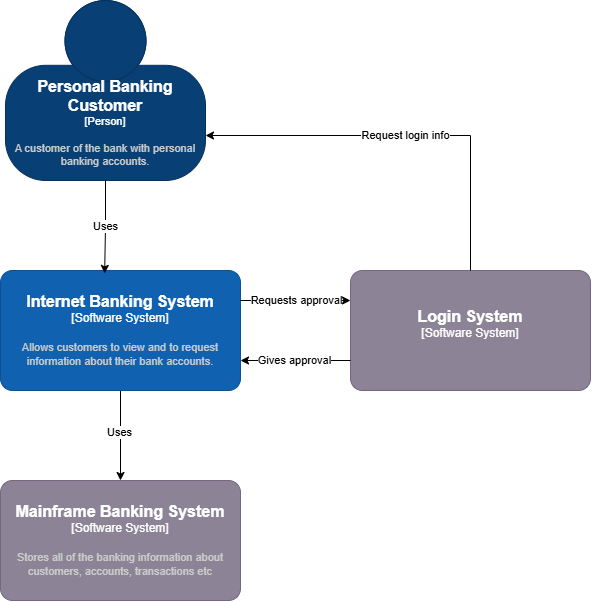 Personal Banking
Customer
[Person]
A customer of the bank with personal
banking accounts.
Request login info
Uses
Internet Banking System
[Software System]
Allows customers to view and to request
information about their bank accounts.
Requests approval
Gives approval
Login System
[Software System]
Uses
Mainframe Banking System
[Software System]
Stores all of the banking information about
customers, accounts, transactions etc